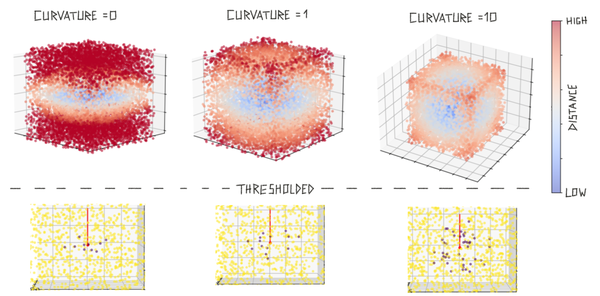 CURVATURE =0
CURVATURE =1
CURVATURE =10
HIGH
DISTANCE
LOW
THRESHOLDED